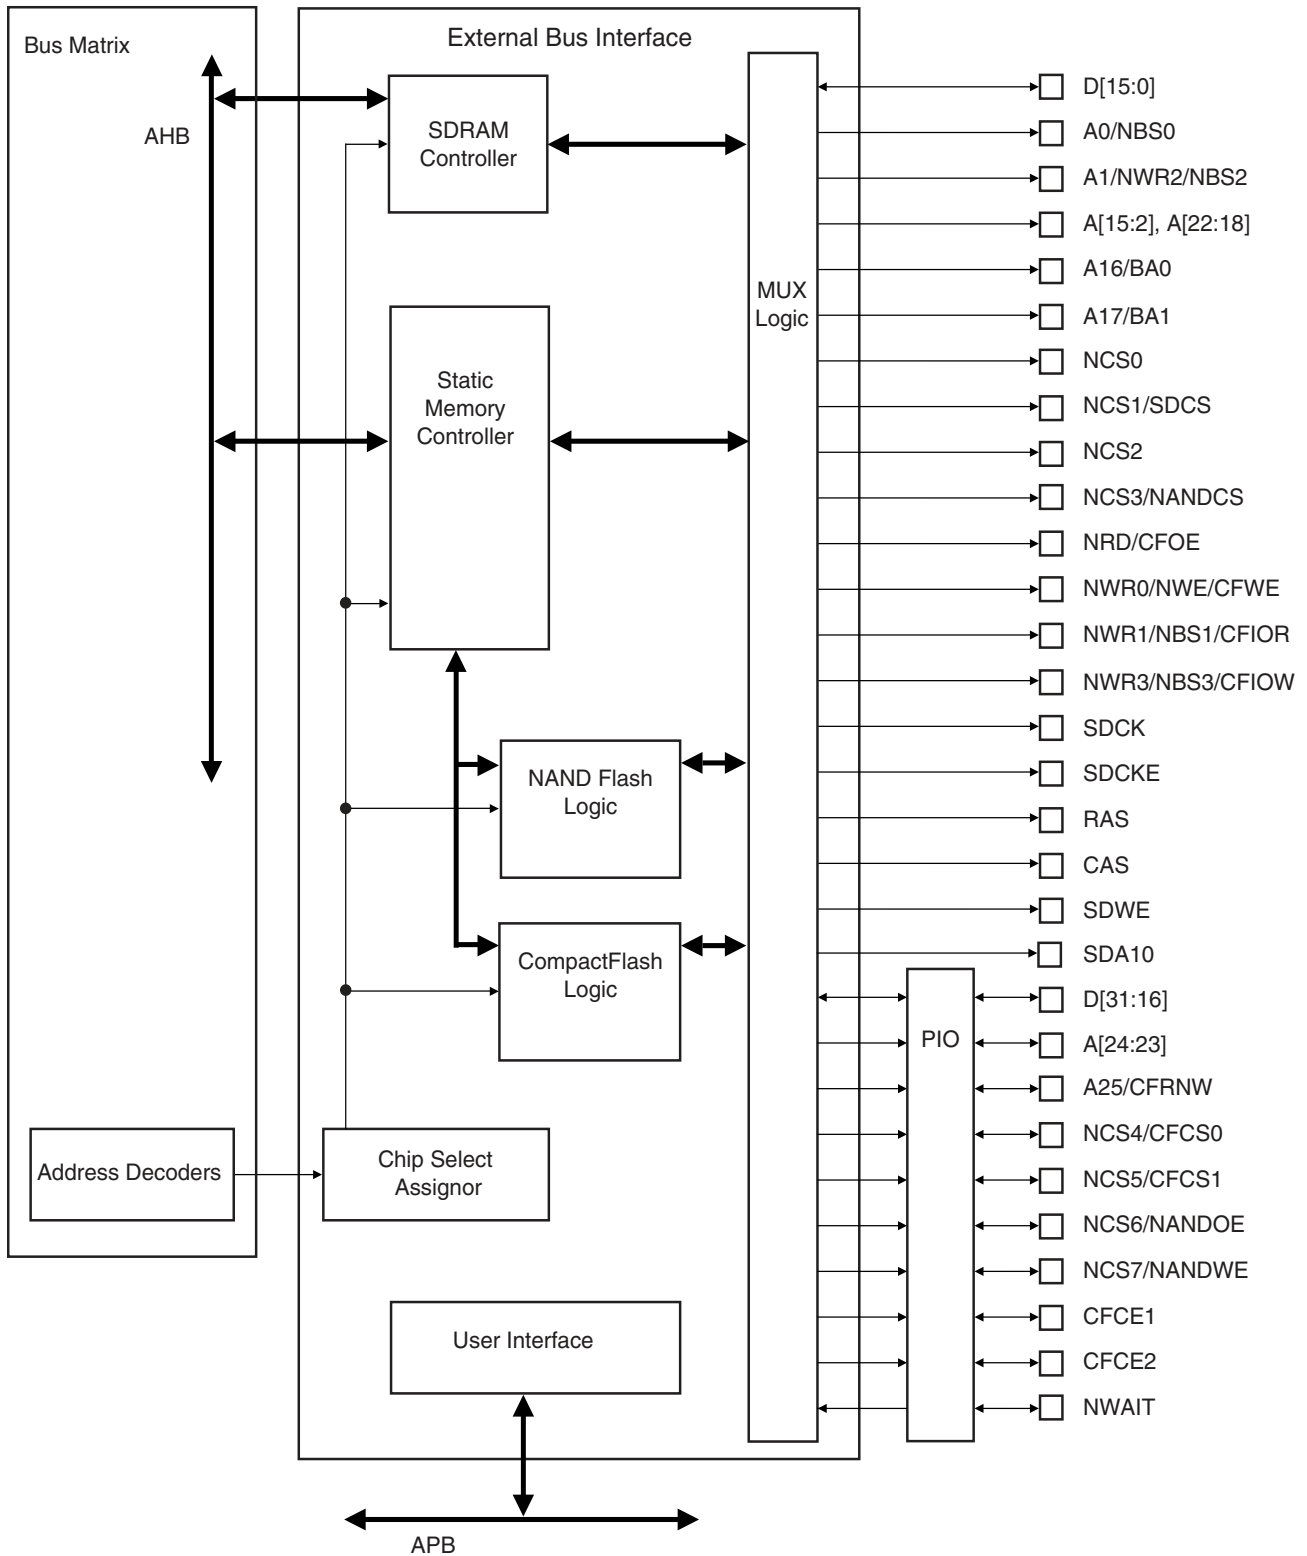 Bus Matrix
External Bus Interface
AHB
SDRAM
Controller
Static
Memory
Controller
NAND Flash
Logic
CompactFlash
Logic
Address Decoders
Chip Select
Assignor
User Interface
APB
MUX
Logic
PIO
D[15:0]
A0/NBS0
A1/NWR2/NBS2
A[15:2], A[22:18]
A16/BA0
A17/BA1
NCS0
NCS1/SDCS
NCS2
NCS3/NANDCS
NRD/CFOE
NWR0/NWE/CFWE
NWR1/NBS1/CFIOR
NWR3/NBS3/CFIOW
SDCK
SDCKE
RAS
CAS
SDWE
SDA10
D[31:16]
A[24:23]
A25/CFRNW
NCS4/CFCS0
NCS5/CFCS1
NCS6/NANDOE
NCS7/NANDWE
CFCE1
CFCE2
NWAIT